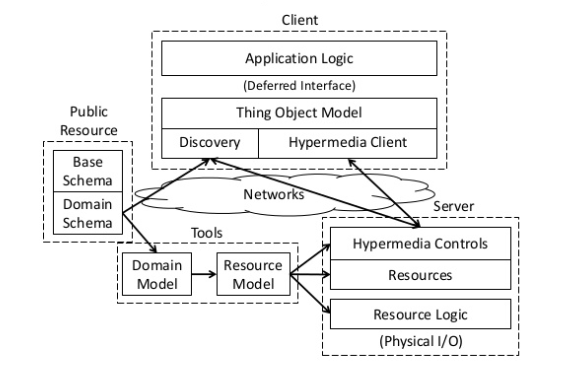 Client
Application Logic
(Deferred Interface)
Thing Object Model
Discovery
Hypermedia Client
Public
Resource
Base
Schema
Domain
Schema
Networks
Server
Tools
Domain
Model
Resource
Model
Hypermedia Controls
Resources
Resource Logic
(Physical I/O)